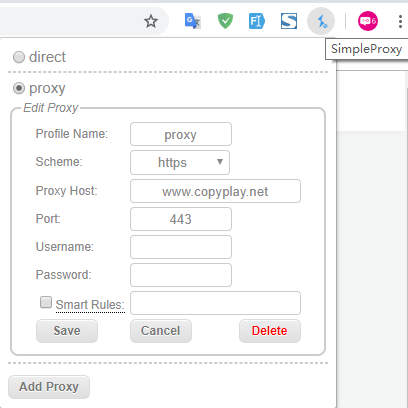 6
SimpleProxy
direct
proxy
Edit Proxy
Profile Name: proxy
Scheme: https
Proxy Host: www.copyplay.net
Port: 443
Username:
Password:
Smart Rules:
Save Cancel Delete
Add Proxy